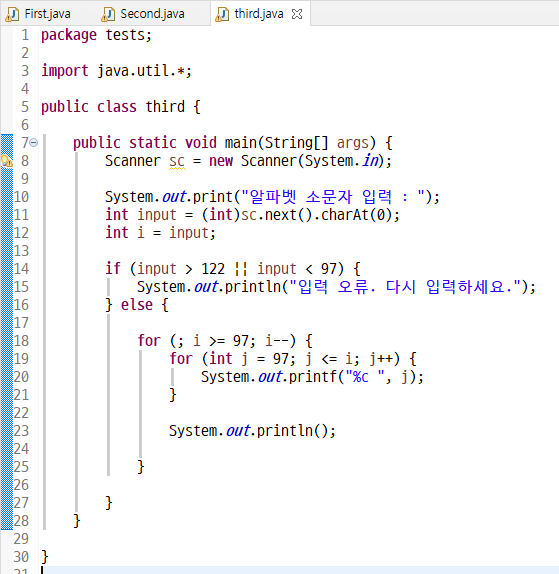 First.java Second.java third.java
1 package tests;
2
3 import java.util.*;
4
5 public class third {
6
7 public static void main(String[] args) {
8 Scanner sc = new Scanner(System.in);
9
10 System.out.print("알파벳 소문자 입력 : ");
11 int input = (int)sc.next().charAt(0);
12 int i = input;
13
14 if (input > 122 || input < 97) {
15 System.out.println("입력 오류. 다시 입력하세요.");
16 } else {
17
18 for (; i >= 97; i--) {
19 for (int j = 97; j <= i; j++) {
20 System.out.printf("%c ", j);
21 }
22
23 System.out.println();
24
25 }
26
27 }
28 }
29
30 }
31